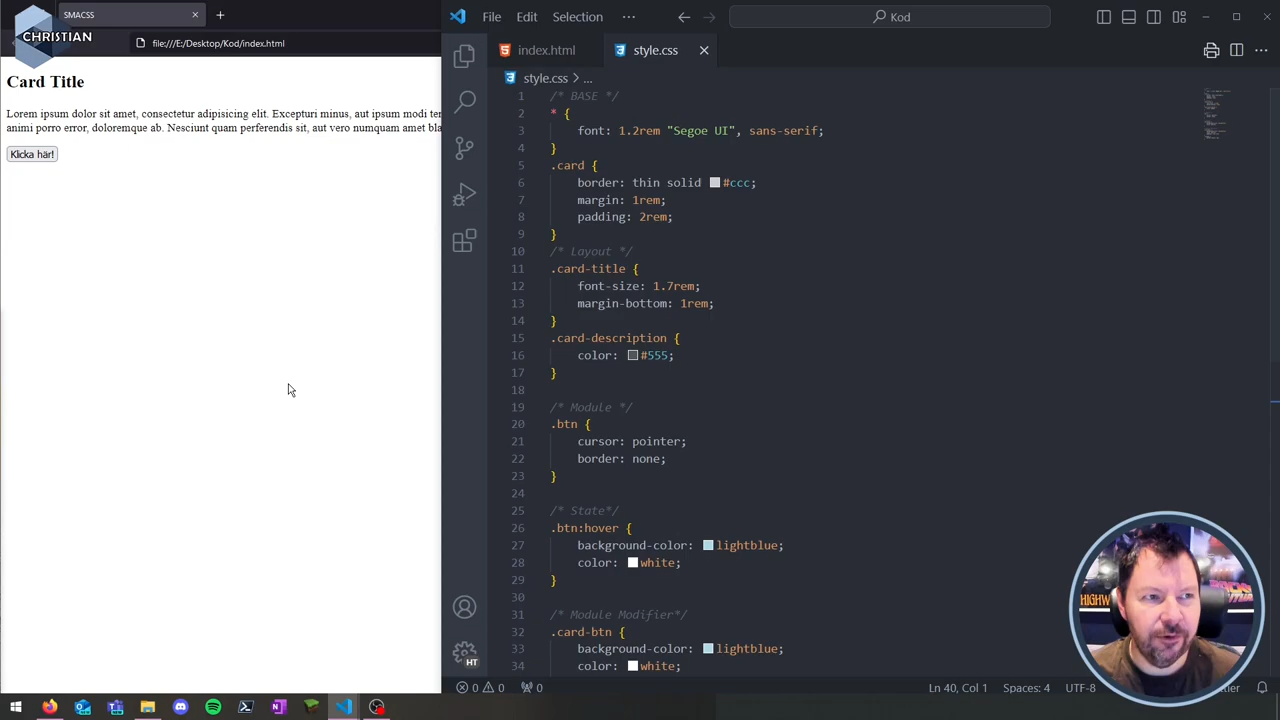 SMACSS
CHRISTIAN
file:///E:/Desktop/Kod/index.html
Card Title
Lorem ipsum dolor sit amet, consectetur adipisicing elit. Excepturi minus, aut ipsum modi
animi porro error, doloremque ab. Nesciunt quam perferendis sit, aut vero numquam amet
Klicka här!
File Edit Selection ···
Kod
index.html
style.css
style.css > ...
1 /* BASE */
2 * {
3 font: 1.2rem "Segoe UI", sans-serif;
4 }
5 .card {
6 border: thin solid #ccc;
7 margin: 1rem;
8 padding: 2rem;
9 }
10 /* Layout */
11 .card-title {
12 font-size: 1.7rem;
13 margin-bottom: 1rem;
14 }
15 .card-description {
16 color: #555;
17 }
18
19 /* Module */
20 .btn {
21 cursor: pointer;
22 border: none;
23 }
24
25 /* State*/
26 .btn:hover {
27 background-color: lightblue;
28 color: white;
29 }
30
31 /* Module Modifier*/
32 .card-btn {
33 background-color: lightblue;
34 color: white;
HIGHW
HT
0 0 0
Ln 40, Col 1 Spaces: 4 UTF-8